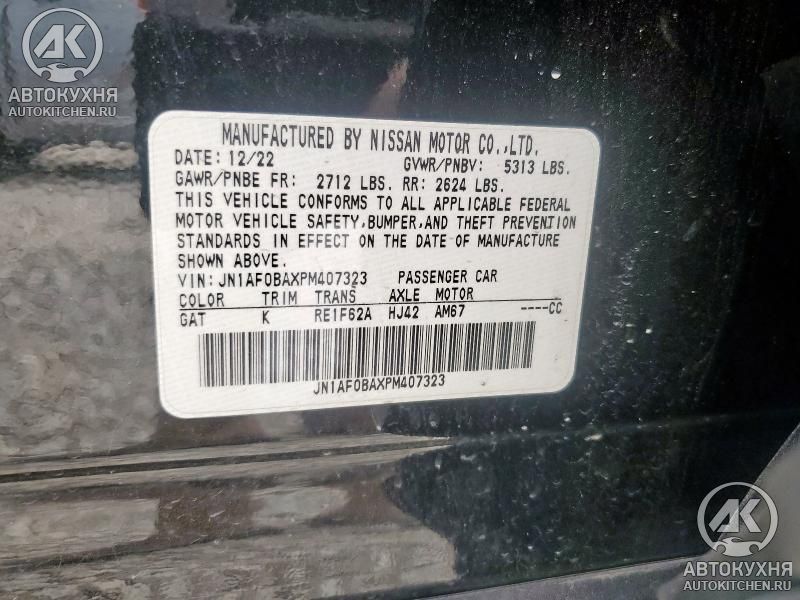 AK
АВТОКУХНЯ
AUTOKITCHEN.RU
MANUFACTURED BY NISSAN MOTOR CO.,LTD.
DATE: 12/22 GVWR/PNBV: 5313 LBS.
GAWR/PNBE FR: 2712 LBS. RR: 2624 LBS.
THIS VEHICLE CONFORMS TO ALL APPLICABLE FEDERAL
MOTOR VEHICLE SAFETY,BUMPER,AND THEFT PREVENTION
STANDARDS IN EFFECT ON THE DATE OF MANUFACTURE
SHOWN ABOVE.
VIN: JN1AF0BAXPM407323 PASSENGER CAR
COLOR TRIM TRANS AXLE MOTOR
GAT K RE1F62A HJ42 AM67 ----CC
JN1AF0BAXPM407323
AK
АВТОКУХНЯ
AUTOKITCHEN.RU